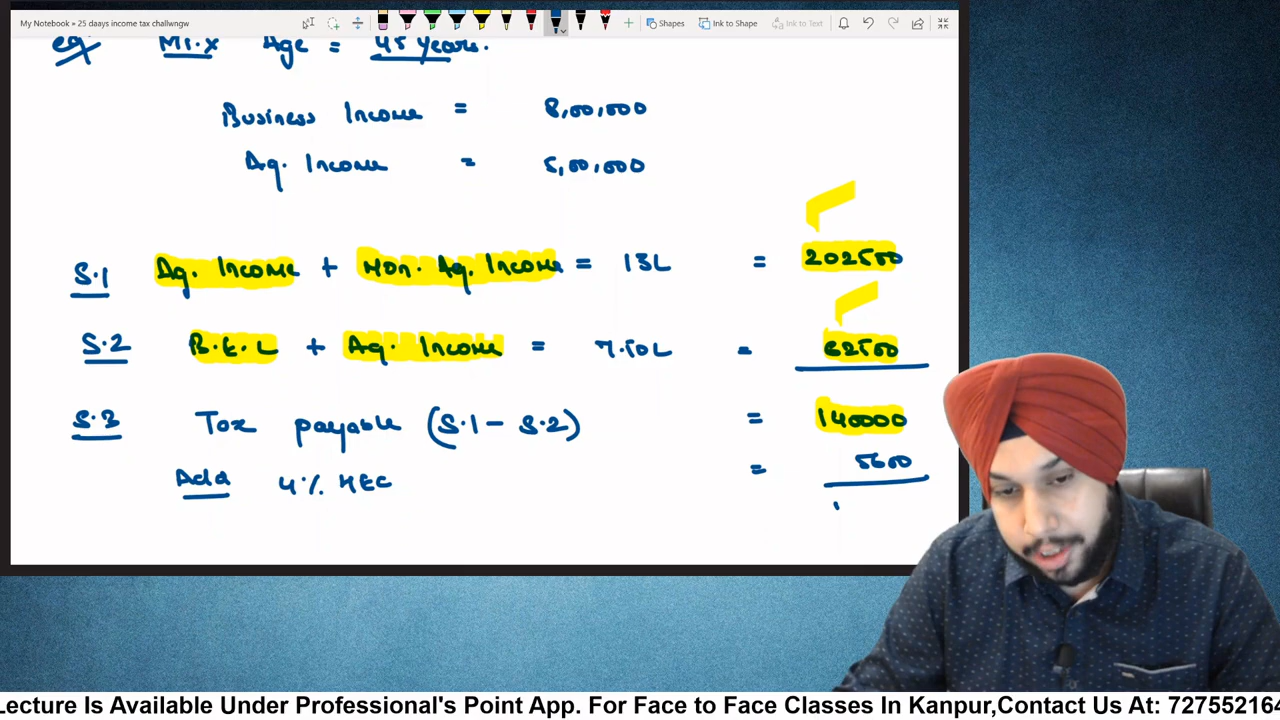 My Notebook » 25 daays income tax challwngw
Shapes Ink to Shape Ink to Text
eg Mr.x Age = 45 years.
Business Income = 8,00,000
Ag. Income = 5,00,000
S.1 Ag. Income + Non. Ag. Income = 13L = 202500
S.2 B.E.L + Ag. Income = 7.50L = 62500
S.3 Tax payable (S.1 - S.2) = 140000
Add 4% HEC = 5600
Lecture Is Available Under Professional's Point App. For Face to Face Classes In Kanpur,Contact Us At: 727552164